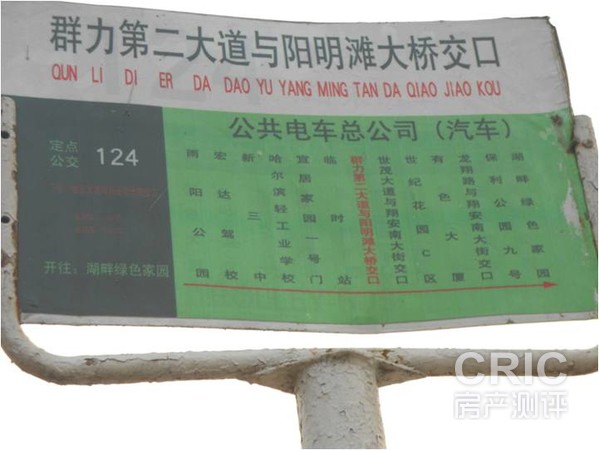 群力第二大道与阳明滩大桥交口
QUN LI DI ER DA DAO YU YANG MING TAN DA QIAO JIAO KOU
公共电车总公司（汽车）
定点
公交 124
开往：湖畔绿色家园
雨阳公园
宏达驾校
新三中
哈尔滨轻工业学校
宜居家园一号门
临时站
群力第二大道与阳明滩大桥交口
世茂大道与翔安南大街交口
世纪花园C区
有色大厦
龙翔路与翔安南大街交口
保利公园九号
湖畔绿色家园
CRIC
房产测评